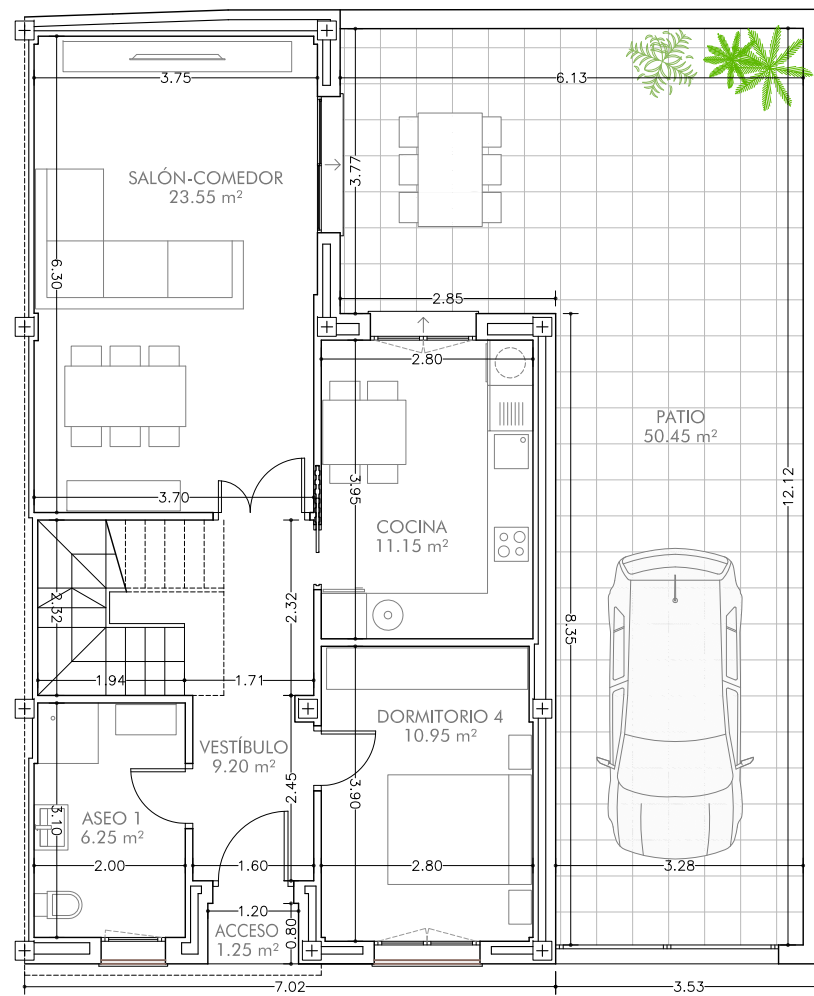 3.75
6.13
SALÓN-COMEDOR
23.55 m²
3.77
6.30
2.85
2.80
PATIO
50.45 m²
12.12
3.70
3.95
COCINA
11.15 m²
2.32
2.32
8.35
1.94
1.71
DORMITORIO 4
10.95 m²
VESTÍBULO
9.20 m²
2.45
3.90
3.10
ASEO 1
6.25 m²
2.00
1.60
2.80
3.28
1.20
ACCESO
1.25 m²
0.80
7.02
3.53